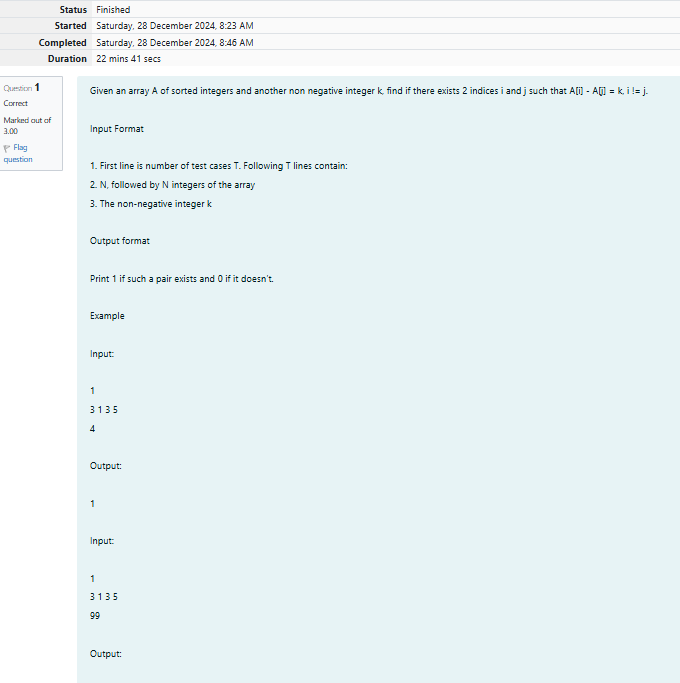 Status Finished
Started Saturday, 28 December 2024, 8:23 AM
Completed Saturday, 28 December 2024, 8:46 AM
Duration 22 mins 41 secs
Question 1
Correct
Marked out of
3.00
Flag
question
Given an array A of sorted integers and another non negative integer k, find if there exists 2 indices i and j such that A[i] - A[j] = k, i != j.
Input Format
1. First line is number of test cases T. Following T lines contain:
2. N, followed by N integers of the array
3. The non-negative integer k
Output format
Print 1 if such a pair exists and 0 if it doesn't.
Example
Input:
1
3 1 3 5
4
Output:
1
Input:
1
3 1 3 5
99
Output: